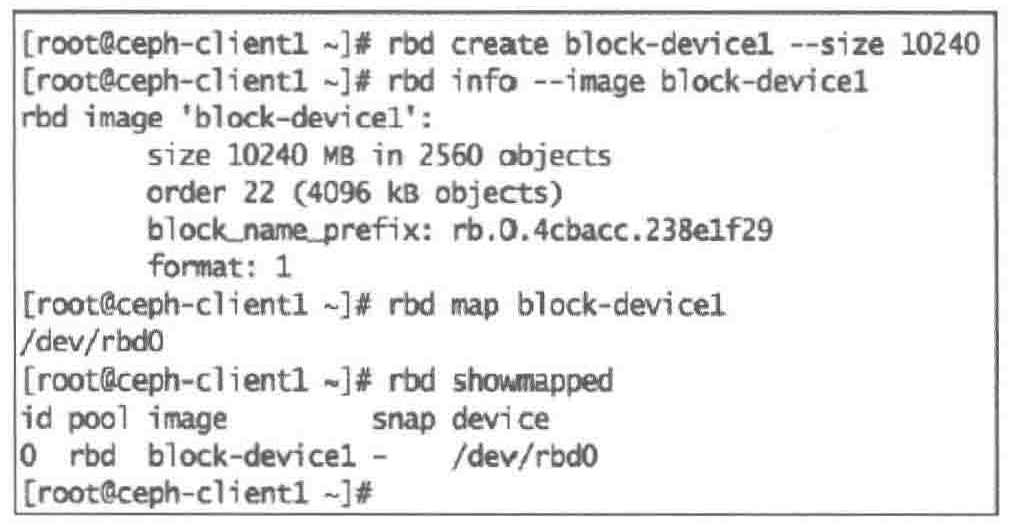 [root@ceph-client1 ~]# rbd create block-device1 --size 10240
[root@ceph-client1 ~]# rbd info --image block-device1
rbd image 'block-device1':
size 10240 MB in 2560 objects
order 22 (4096 kB objects)
block_name_prefix: rb.0.4cbacc.238e1f29
format: 1
[root@ceph-client1 ~]# rbd map block-device1
/dev/rbd0
[root@ceph-client1 ~]# rbd showmapped
id pool image snap device
0 rbd block-device1 - /dev/rbd0
[root@ceph-client1 ~]#